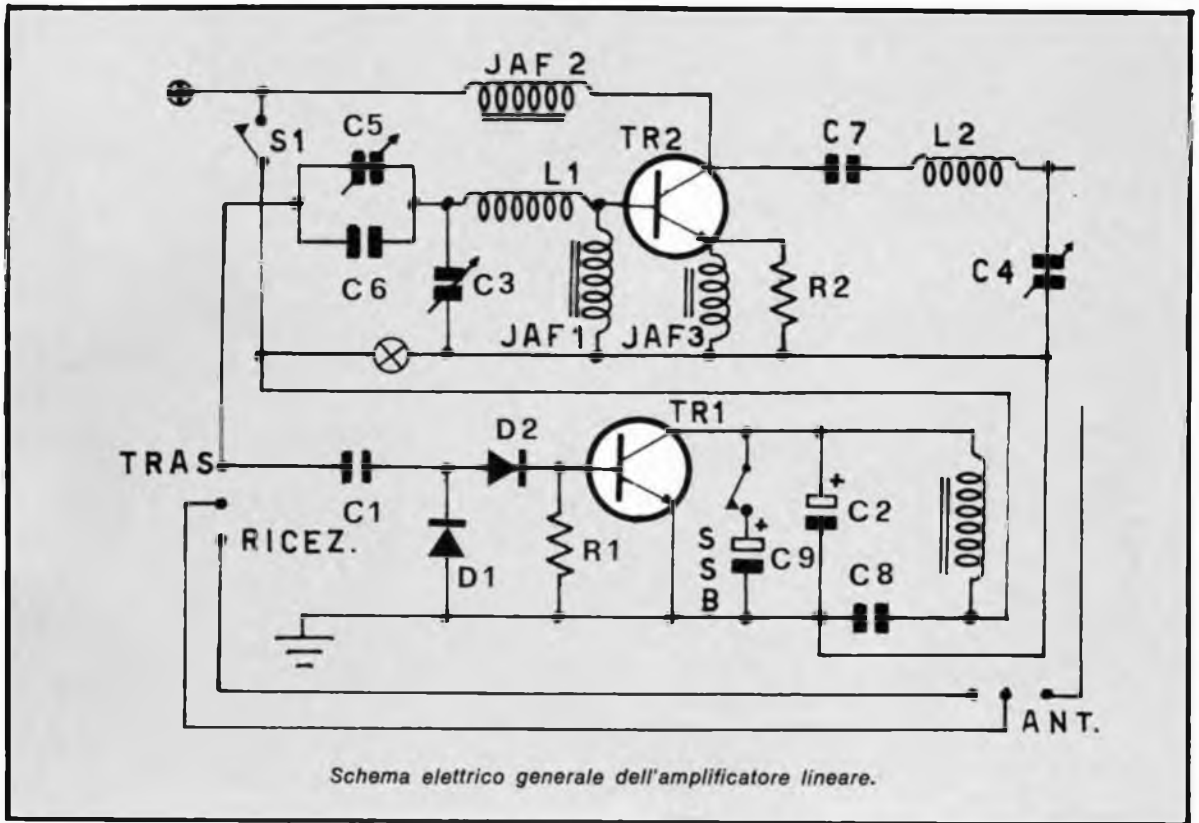 JAF 2
S1
C5
TR2
C7
L2
L1
C6
C3
C4
R2
JAF1
JAF3
TR1
D2
TRAS
C1
RICEZ.
D1
R1
S
S
B
+
C9
+
C2
C8
ANT.
Schema elettrico generale dell'amplificatore lineare.